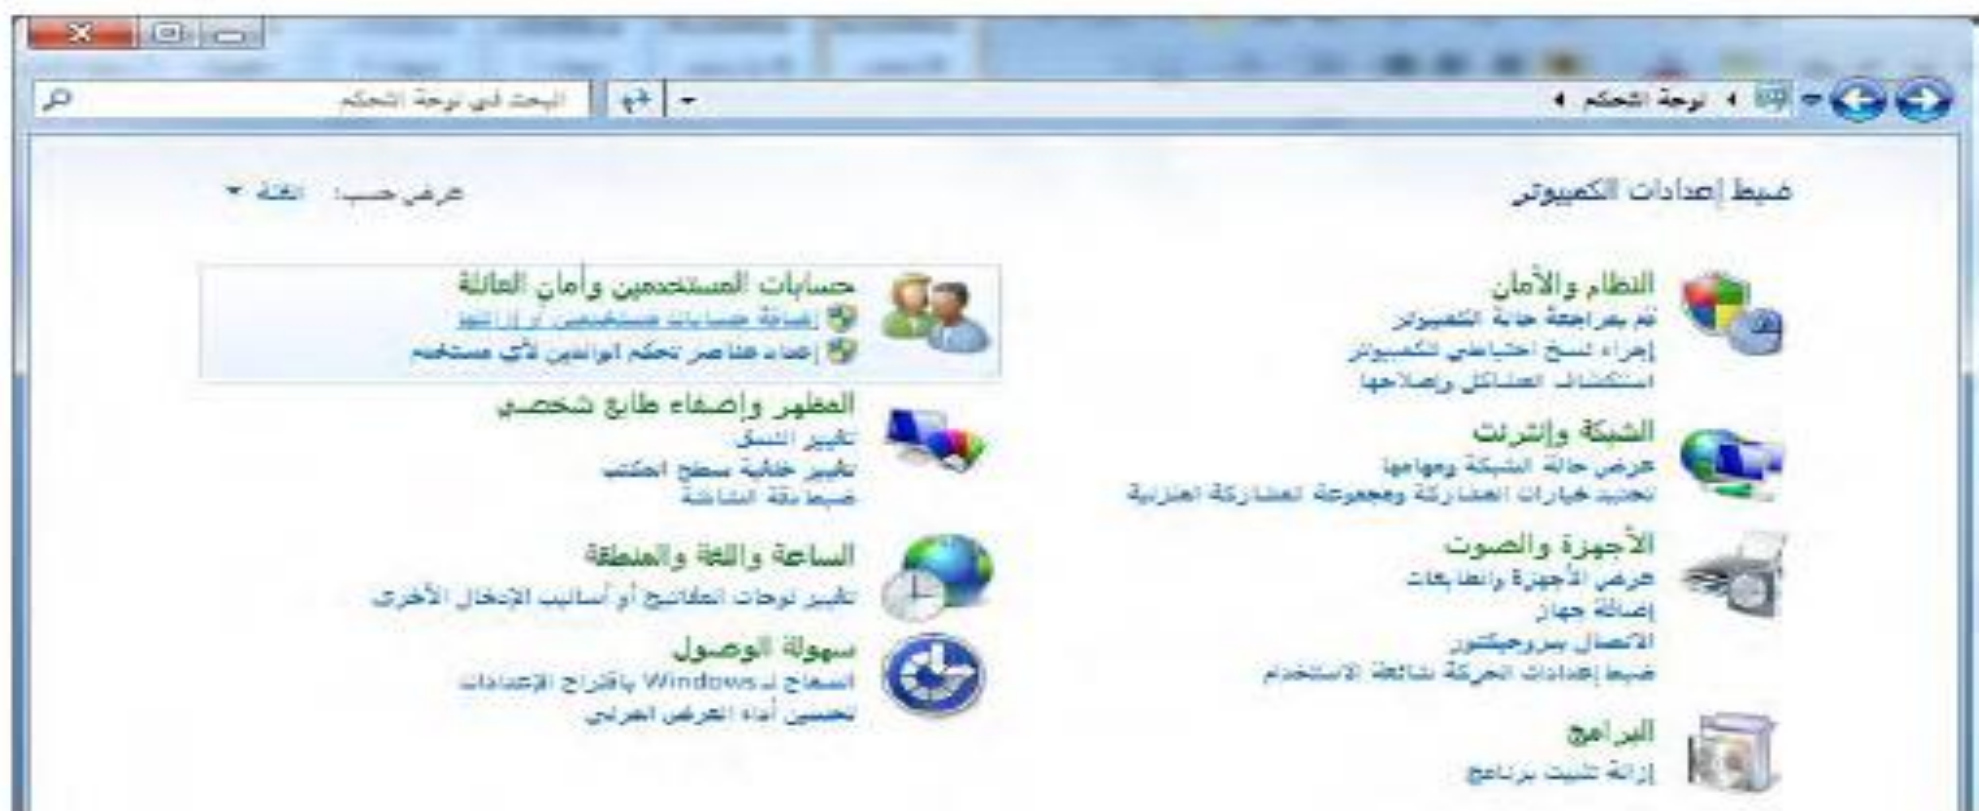 لوحة التحكم
البحث في لوحة التحكم
ضبط إعدادات الكمبيوتر
عرض حسب: الفئة
النظام والأمان
تم بمراجعة حالة الكمبيوتر
إجراء نسخ احتياطي للكمبيوتر
استكشاف المشاكل وإصلاحها
الشبكة وإنترنت
عرض حالة الشبكة ومهامها
تحديد خيارات المشاركة ومجموعة المشاركة المنزلية
الأجهزة والصوت
عرض الأجهزة والطابعات
إضافة جهاز
الاتصال ببروجيكتور
ضبط إعدادات الحركة شائعة الاستخدام
البرامج
إزالة تثبيت برنامج
حسابات المستخدمين وأمان العائلة
إضافة حسابات مستخدمين أو إزالتها
إعداد عناصر تحكم الوالدين لأي مستخدم
المظهر وإضفاء طابع شخصي
تغيير النسق
تغيير خلفية سطح المكتب
ضبط دقة الشاشة
الساعة واللغة والمنطقة
تغيير لوحات المفاتيح أو أساليب الإدخال الأخرى
سهولة الوصول
السماح لـ Windows باقتراح الإعدادات
تحسين أداء العرض المرئي